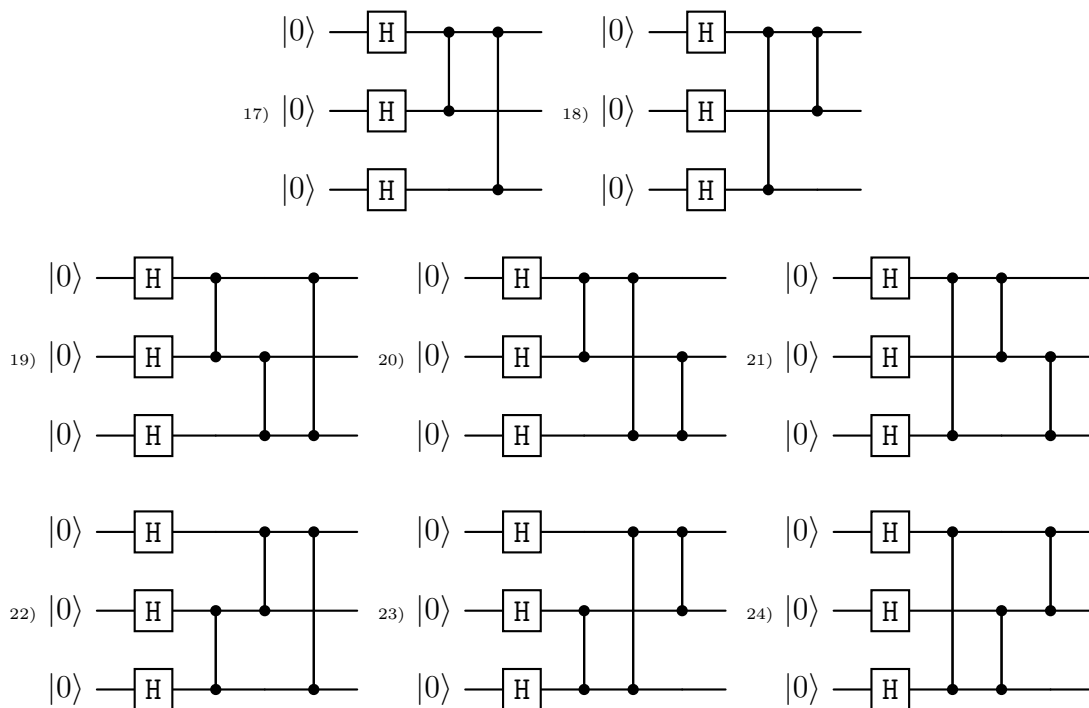 |0⟩ H |0⟩ H
17) |0⟩ H 18) |0⟩ H
|0⟩ H |0⟩ H
|0⟩ H |0⟩ H |0⟩ H
19) |0⟩ H 20) |0⟩ H 21) |0⟩ H
|0⟩ H |0⟩ H |0⟩ H
|0⟩ H |0⟩ H |0⟩ H
22) |0⟩ H 23) |0⟩ H 24) |0⟩ H
|0⟩ H |0⟩ H |0⟩ H